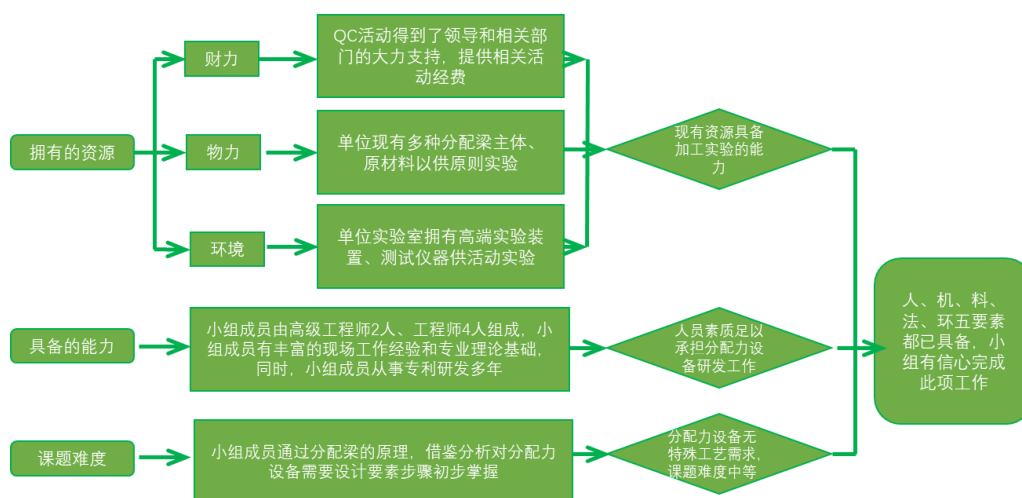 拥有的资源
财力
QC活动得到了领导和相关部
门的大力支持，提供相关活
动经费
物力
单位现有多种分配梁主体、
原材料以供原则实验
环境
单位实验室拥有高端实验装
置、测试仪器供活动实验
现有资源具备
加工实验的能
力
具备的能力
小组成员由高级工程师2人、工程师4人组成，小
组成员有丰富的现场工作经验和专业理论基础，
同时，小组成员从事专利研发多年
人员素质足以
承担分配力设
备研发工作
课题难度
小组成员通过分配梁的原理，借鉴分析对分配力
设备需要设计要素步骤初步掌握
分配力设备无
特殊工艺需求，
课题难度中等
人、机、料、
法、环五要素
都已具备，小
组有信心完成
此项工作